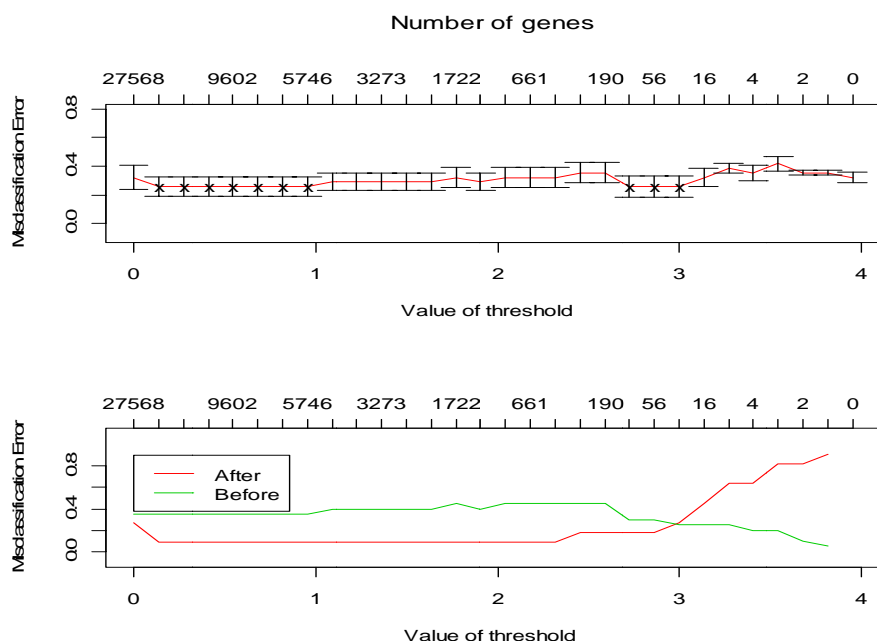 Number of genes
27568 9602 5746 3273 1722 661 190 56 16 4 2 0
Misclassification Error
0.0 0.4 0.8
0 1 2 3 4
Value of threshold
27568 9602 5746 3273 1722 661 190 56 16 4 2 0
Misclassification Error
0.0 0.4 0.8
After
Before
0 1 2 3 4
Value of threshold